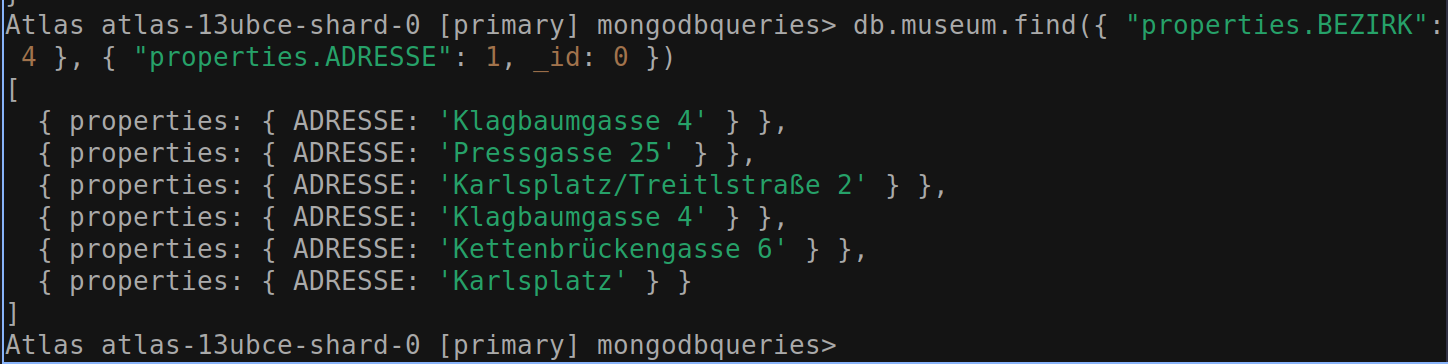 Atlas atlas-13ubce-shard-0 [primary] mongodbqueries> db.museum.find({ "properties.BEZIRK":
 4 }, { "properties.ADRESSE": 1, _id: 0 })
[
  { properties: { ADRESSE: 'Klagbaumgasse 4' } },
  { properties: { ADRESSE: 'Pressgasse 25' } },
  { properties: { ADRESSE: 'Karlsplatz/Treitlstraße 2' } },
  { properties: { ADRESSE: 'Klagbaumgasse 4' } },
  { properties: { ADRESSE: 'Kettenbrückengasse 6' } },
  { properties: { ADRESSE: 'Karlsplatz' } }
]
Atlas atlas-13ubce-shard-0 [primary] mongodbqueries>